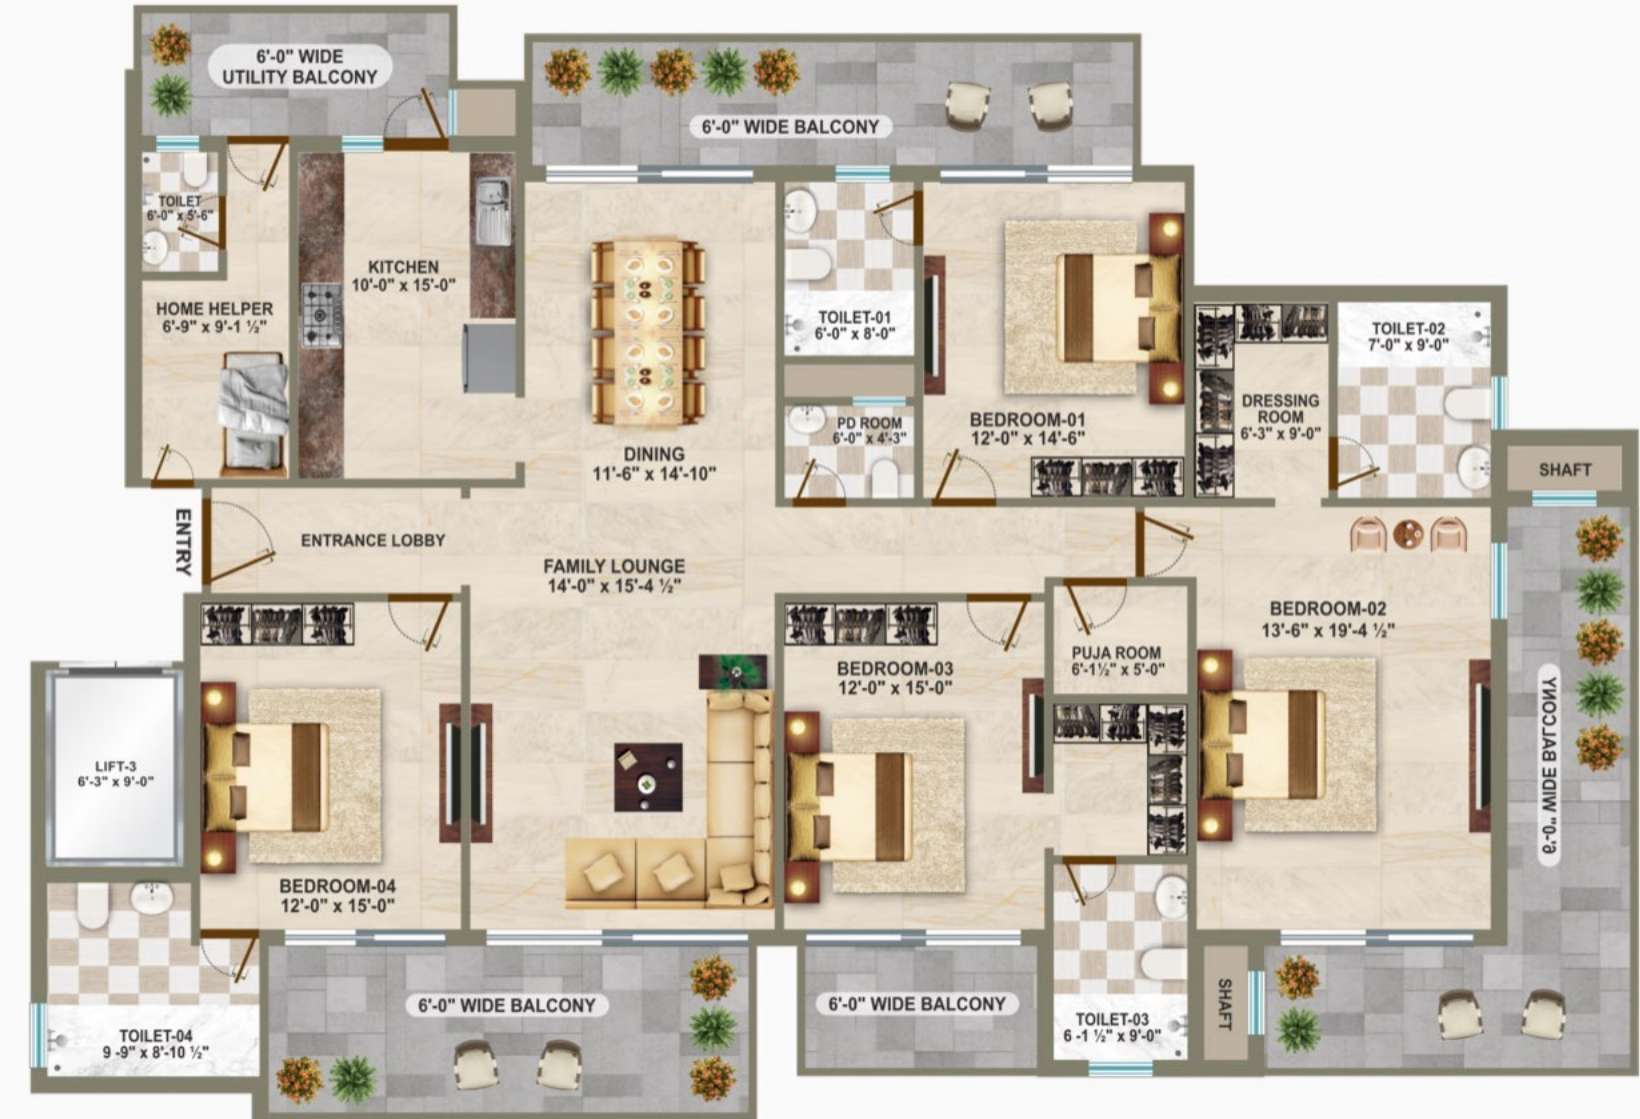 6'-0" WIDE
UTILITY BALCONY
6'-0" WIDE BALCONY
TOILET
6'-0" x 5'-6"
KITCHEN
10'-0" x 15'-0"
HOME HELPER
6'-9" x 9'-1 ½"
TOILET-01
6'-0" x 8'-0"
TOILET-02
7'-0" x 9'-0"
DRESSING
ROOM
6'-3" x 9'-0"
BEDROOM-01
12'-0" x 14'-6"
PD ROOM
6'-0" x 4'-3"
DINING
11'-6" x 14'-10"
SHAFT
ENTRY
ENTRANCE LOBBY
FAMILY LOUNGE
14'-0" x 15'-4 ½"
BEDROOM-02
13'-6" x 19'-4 ½"
PUJA ROOM
6'-1½" x 5'-0"
BEDROOM-03
12'-0" x 15'-0"
6'-0" WIDE BALCONY
LIFT-3
6'-3" x 9'-0"
BEDROOM-04
12'-0" x 15'-0"
6'-0" WIDE BALCONY
6'-0" WIDE BALCONY
SHAFT
TOILET-03
6 -1 ½" x 9'-0"
TOILET-04
9 -9" x 8'-10 ½"